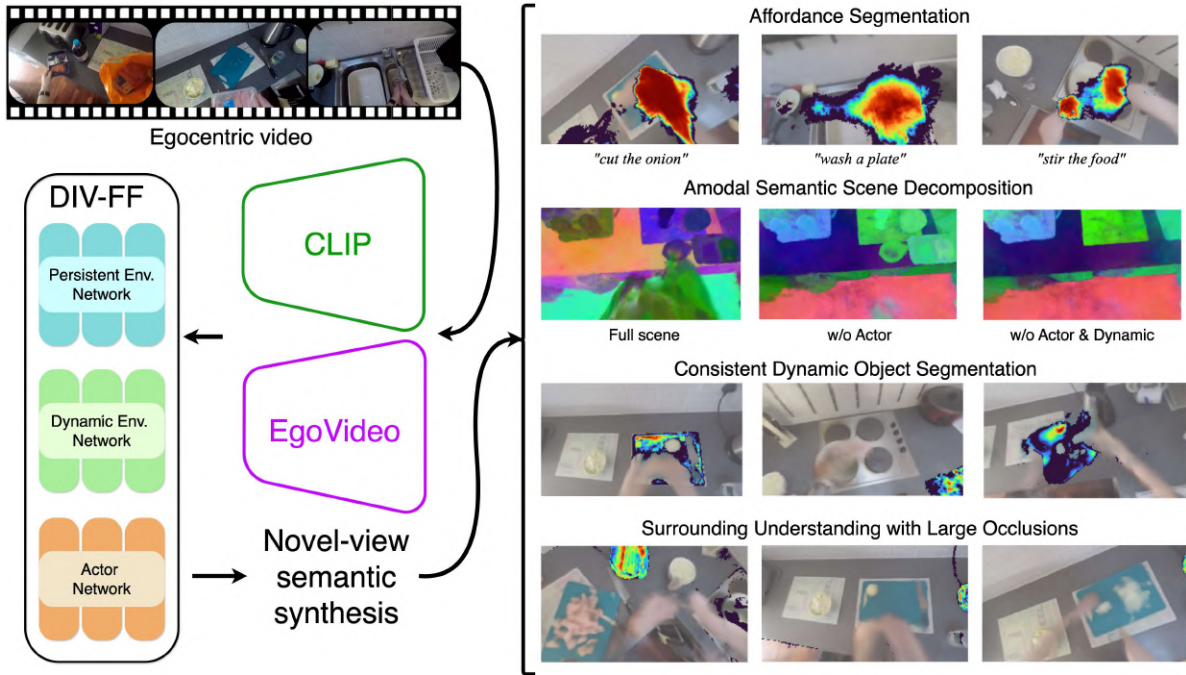 Egocentric video
DIV-FF
Persistent Env.
Network
Dynamic Env.
Network
Actor
Network
CLIP
EgoVideo
Novel-view
semantic
synthesis
Affordance Segmentation
"cut the onion"
"wash a plate"
"stir the food"
Amodal Semantic Scene Decomposition
Full scene
w/o Actor
w/o Actor & Dynamic
Consistent Dynamic Object Segmentation
Surrounding Understanding with Large Occlusions